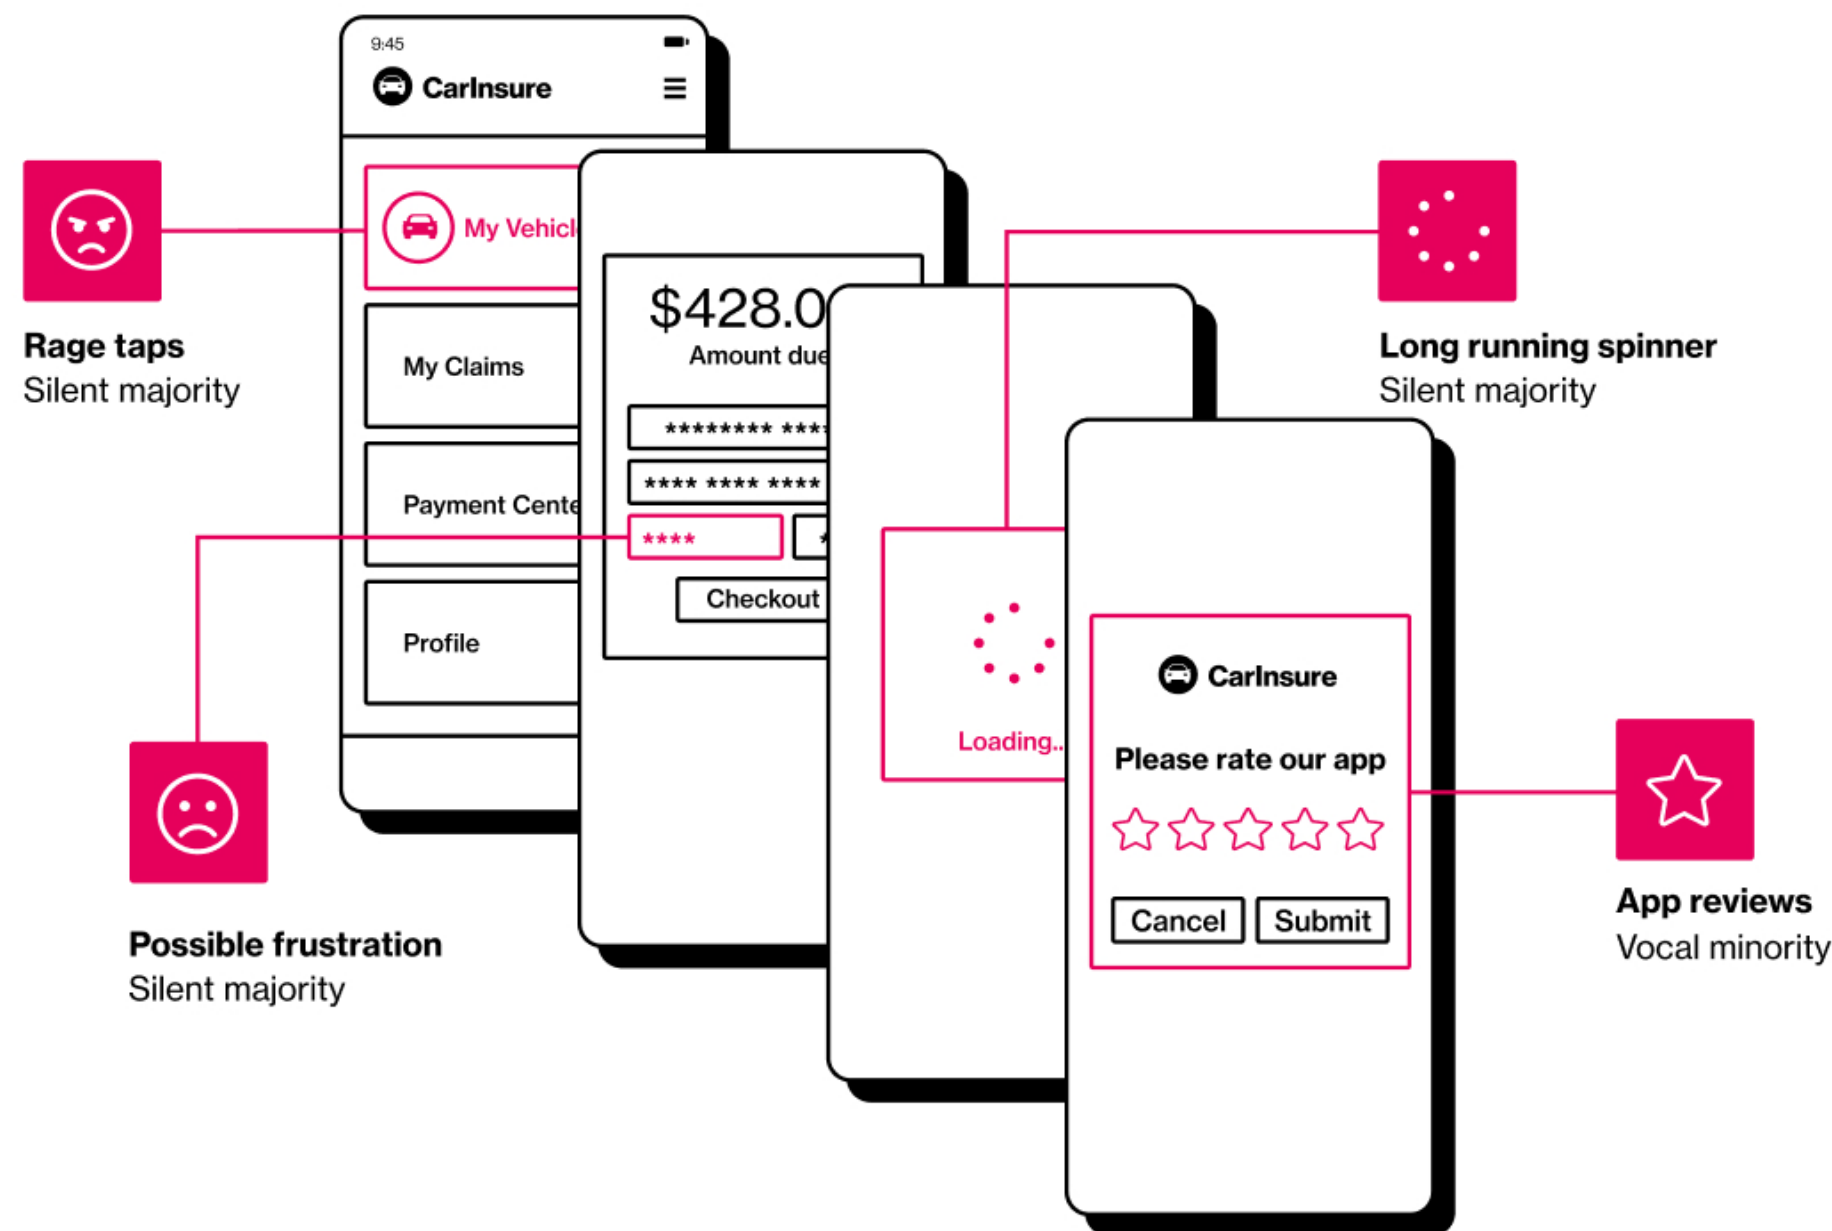 9:45
CarInsure
My Vehicl
My Claims
Payment Cente
Profile
$428.0
Amount due
******** ****
**** **** ****
****
*
Checkout
Loading..
CarInsure
Please rate our app
Cancel
Submit
Rage taps
Silent majority
Possible frustration
Silent majority
Long running spinner
Silent majority
App reviews
Vocal minority